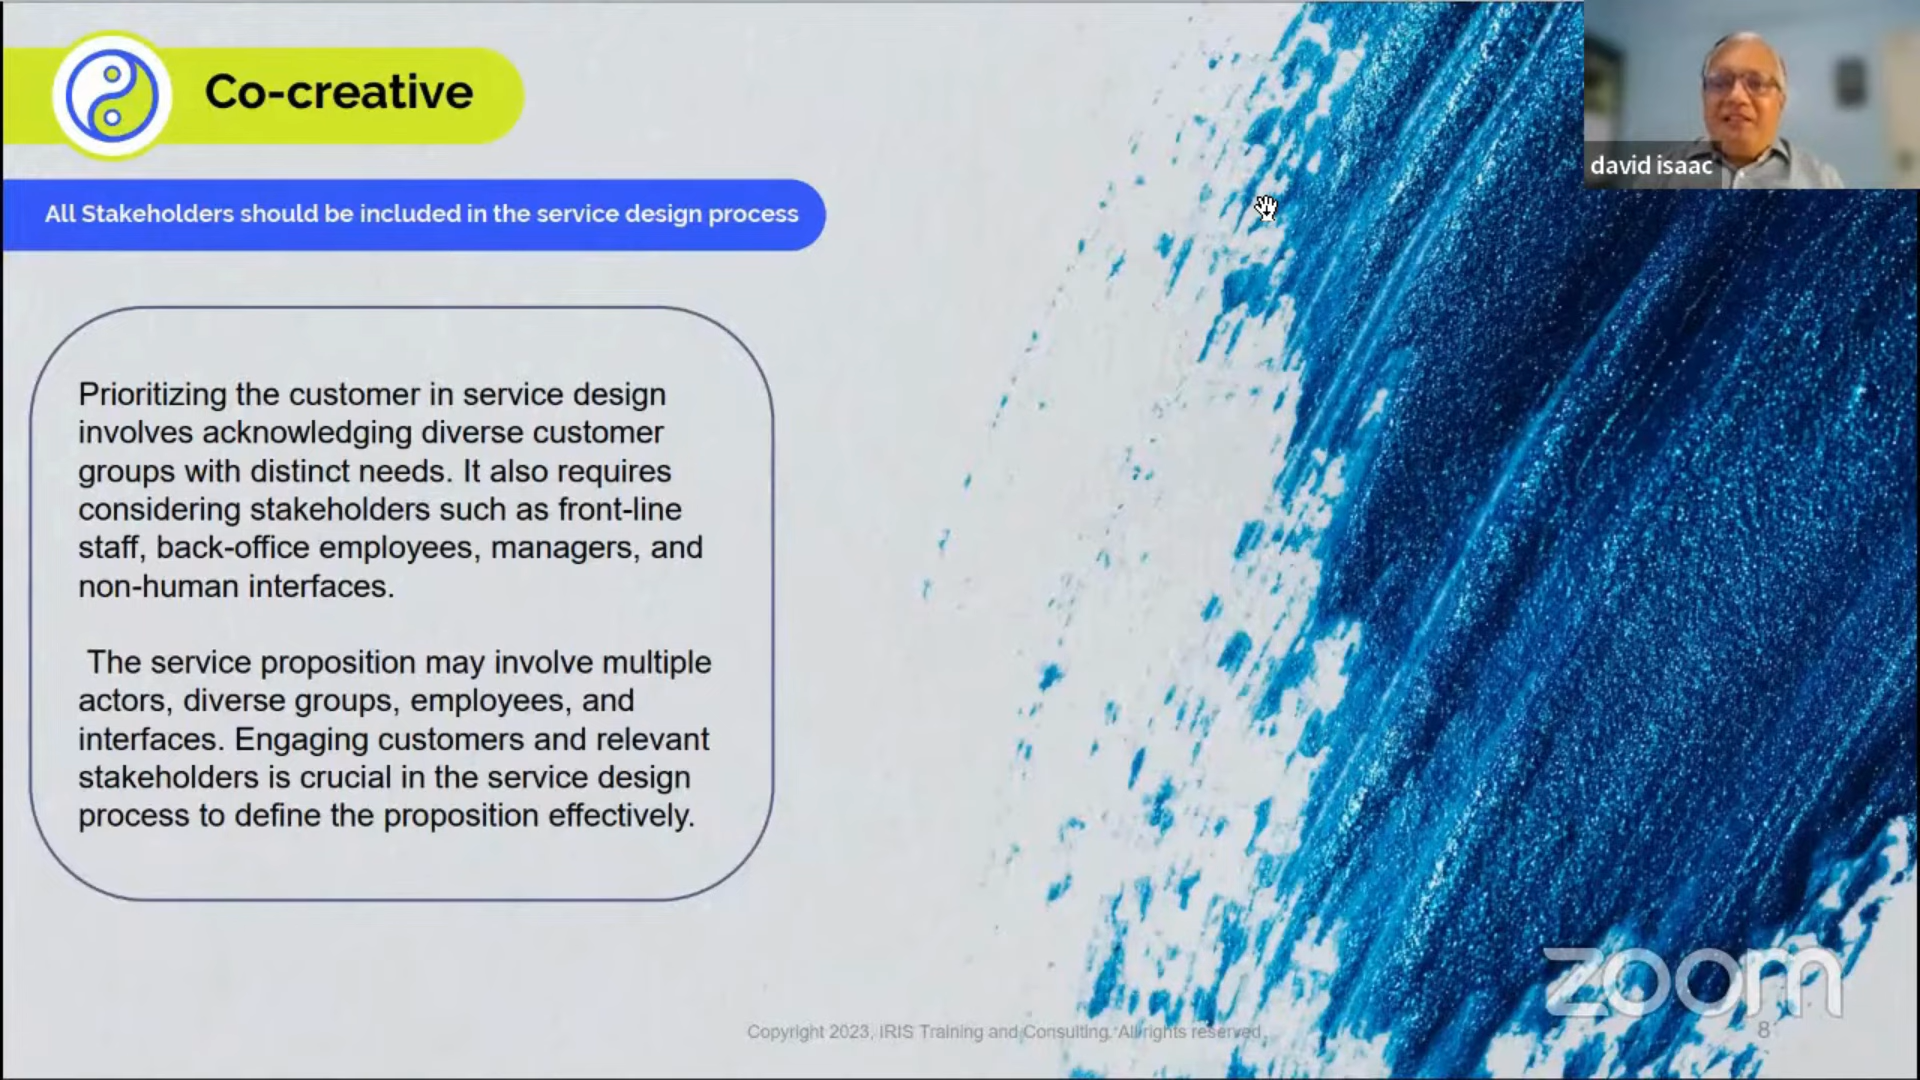 Co-creative
david isaac
All Stakeholders should be included in the service design process
Prioritizing the customer in service design
involves acknowledging diverse customer
groups with distinct needs. It also requires
considering stakeholders such as front-line
staff, back-office employees, managers, and
non-human interfaces.
The service proposition may involve multiple
actors, diverse groups, employees, and
interfaces. Engaging customers and relevant
stakeholders is crucial in the service design
process to define the proposition effectively.
zoom
Copyright 2023, IRIS Training and Consulting. All rights reserved.
8